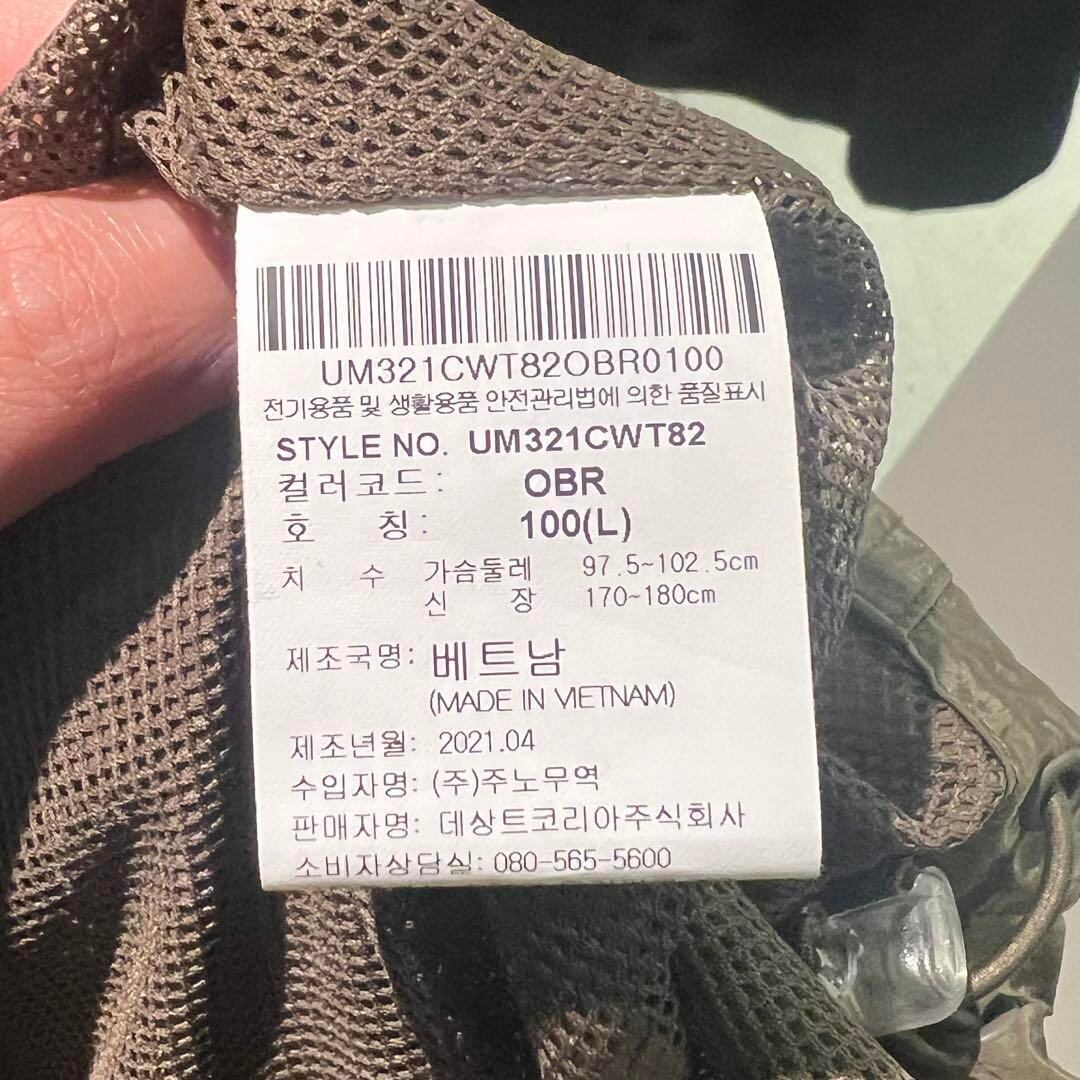 UM321CWT82OBR0100
전기용품 및 생활용품 안전관리법에 의한 품질표시
STYLE NO. UM321CWT82
컬러코드: OBR
호 칭: 100(L)
치 수 가슴둘레 97.5~102.5cm
신 장 170~180cm
제조국명: 베트남
(MADE IN VIETNAM)
제조년월: 2021.04
수입자명: (주)주노무역
판매자명: 데상트코리아주식회사
소비자상담실: 080-565-5600